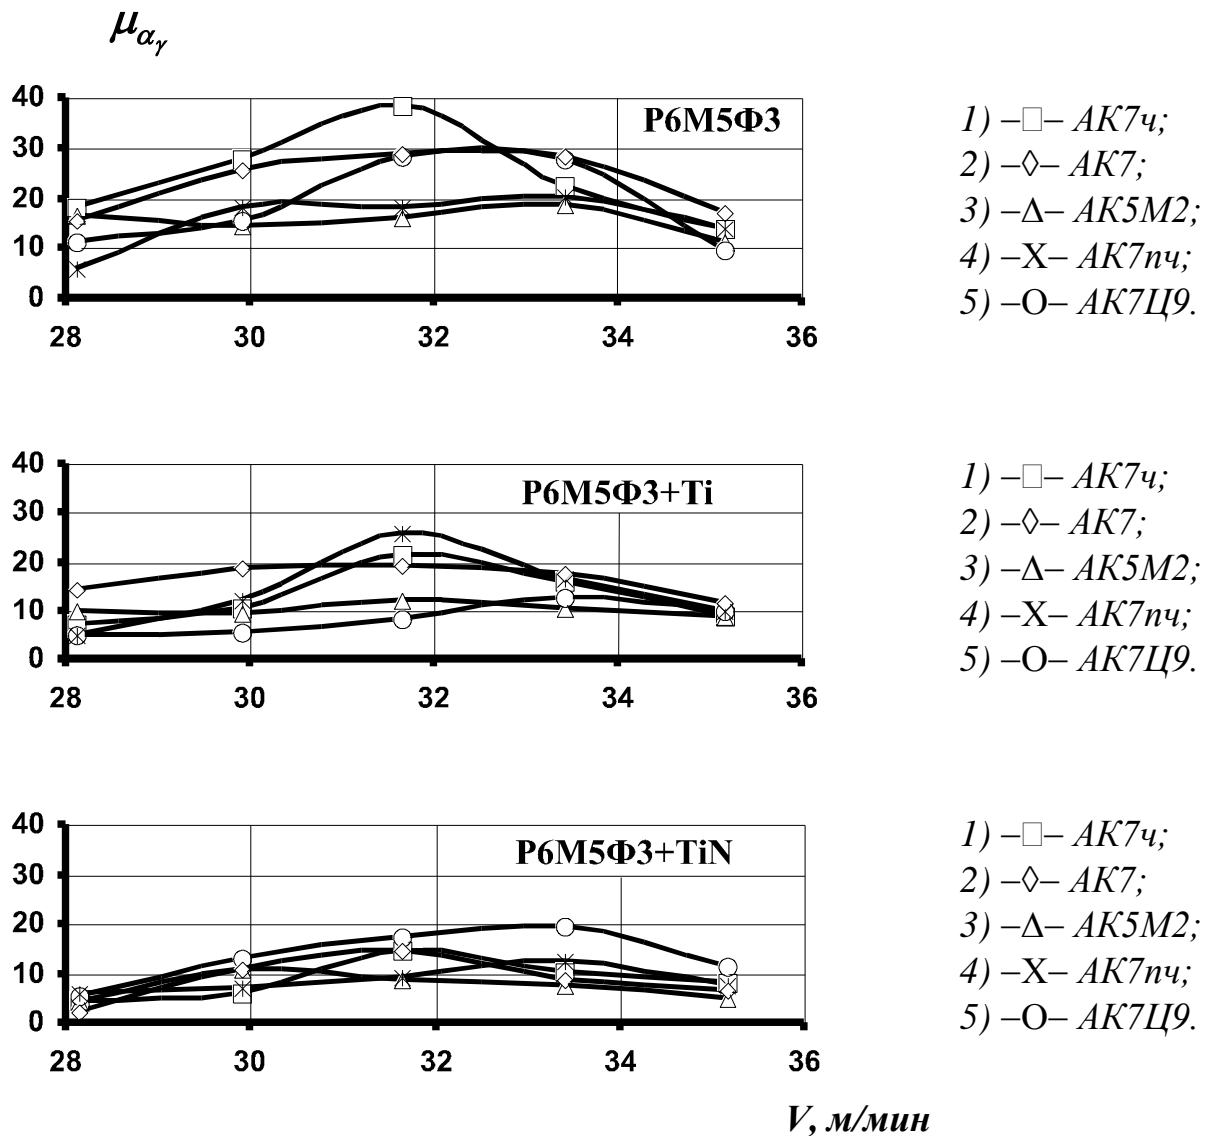 μαγ
40
30
20
10
0
28 30 32 34 36
Р6М5Ф3
1) –□– АК7ч;
2) –◊– АК7;
3) –Δ– АК5М2;
4) –Х– АК7пч;
5) –О– АК7Ц9.
40
30
20
10
0
28 30 32 34 36
Р6М5Ф3+Ti
1) –□– АК7ч;
2) –◊– АК7;
3) –Δ– АК5М2;
4) –Х– АК7пч;
5) –О– АК7Ц9.
40
30
20
10
0
28 30 32 34 36
Р6М5Ф3+TiN
1) –□– АК7ч;
2) –◊– АК7;
3) –Δ– АК5М2;
4) –Х– АК7пч;
5) –О– АК7Ц9.
V, м/мин